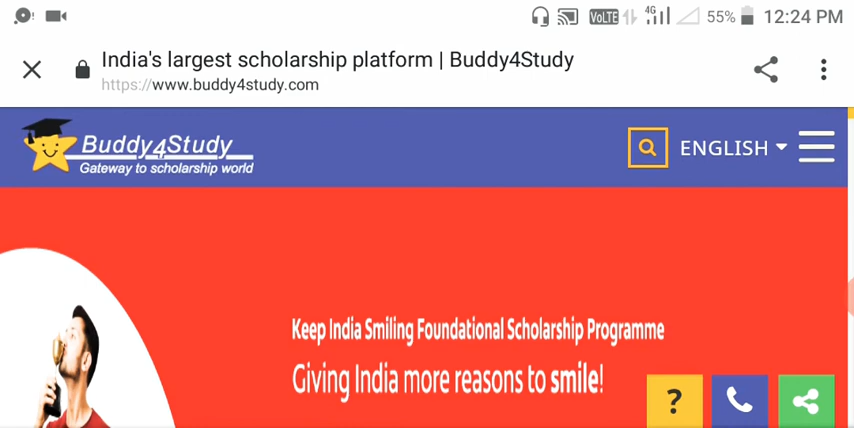 VoLTE 4G 55% 12:24 PM
India's largest scholarship platform | Buddy4Study
https://www.buddy4study.com
Buddy4Study
Gateway to scholarship world
ENGLISH
Keep India Smiling Foundational Scholarship Programme
Giving India more reasons to smile!
?